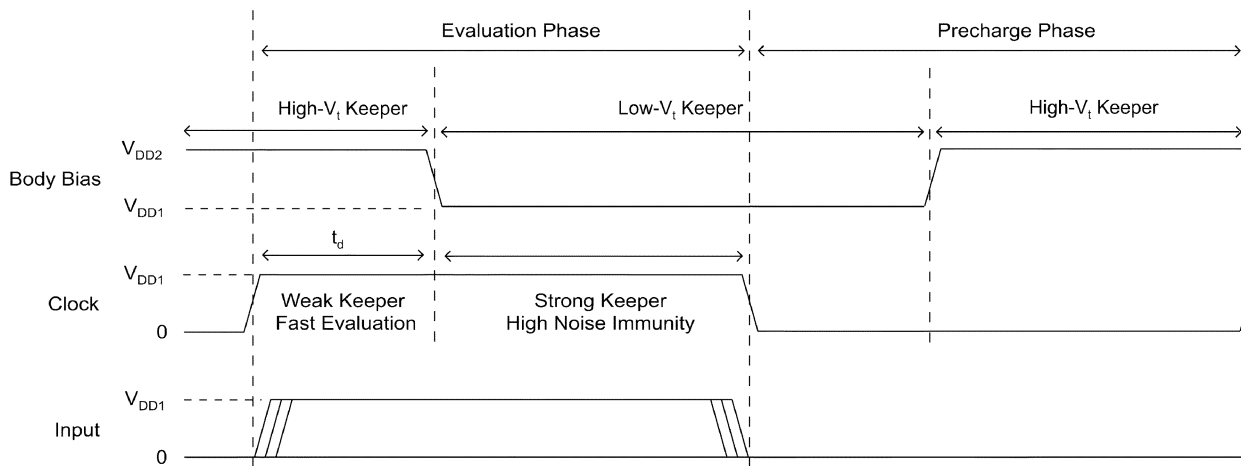 Evaluation Phase
Precharge Phase
High-Vt Keeper
Low-Vt Keeper
High-Vt Keeper
VDD2
Body Bias
VDD1
td
VDD1
Clock
Weak Keeper
Fast Evaluation
Strong Keeper
High Noise Immunity
0
VDD1
Input
0